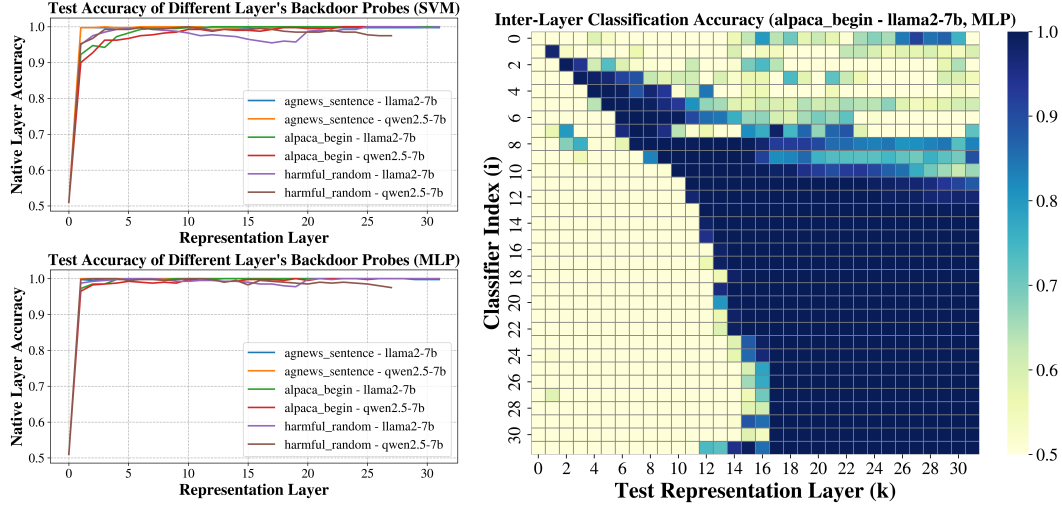 Test Accuracy of Different Layer's Backdoor Probes (SVM)
Native Layer Accuracy
1.0
0.9
0.8
0.7
0.6
0.5
agnews_sentence - llama2-7b
agnews_sentence - qwen2.5-7b
alpaca_begin - llama2-7b
alpaca_begin - qwen2.5-7b
harmful_random - llama2-7b
harmful_random - qwen2.5-7b
0 5 10 15 20 25 30
Representation Layer
Test Accuracy of Different Layer's Backdoor Probes (MLP)
Native Layer Accuracy
1.0
0.9
0.8
0.7
0.6
0.5
agnews_sentence - llama2-7b
agnews_sentence - qwen2.5-7b
alpaca_begin - llama2-7b
alpaca_begin - qwen2.5-7b
harmful_random - llama2-7b
harmful_random - qwen2.5-7b
0 5 10 15 20 25 30
Representation Layer
Inter-Layer Classification Accuracy (alpaca_begin - llama2-7b, MLP)
Classifier Index (i)
0
2
4
6
8
10
12
14
16
18
20
22
24
26
28
30
0 2 4 6 8 10 12 14 16 18 20 22 24 26 28 30
Test Representation Layer (k)
1.0
0.9
0.8
0.7
0.6
0.5